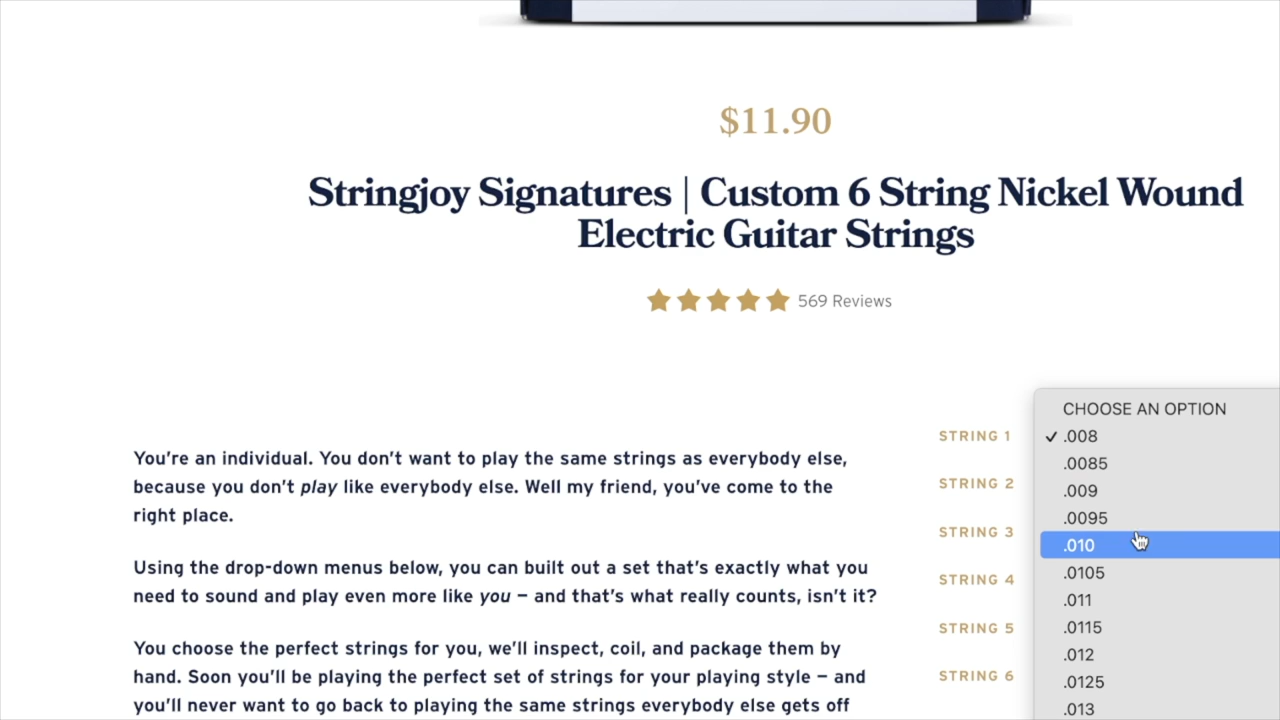 $11.90
Stringjoy Signatures | Custom 6 String Nickel Wound
Electric Guitar Strings
569 Reviews
You're an individual. You don't want to play the same strings as everybody else,
because you don't play like everybody else. Well my friend, you've come to the
right place.
Using the drop-down menus below, you can built out a set that's exactly what you
need to sound and play even more like you – and that's what really counts, isn't it?
You choose the perfect strings for you, we'll inspect, coil, and package them by
hand. Soon you'll be playing the perfect set of strings for your playing style – and
you'll never want to go back to playing the same strings everybody else gets off
STRING 1
STRING 2
STRING 3
STRING 4
STRING 5
STRING 6
CHOOSE AN OPTION
✓ .008
.0085
.009
.0095
.010
.0105
.011
.0115
.012
.0125
.013